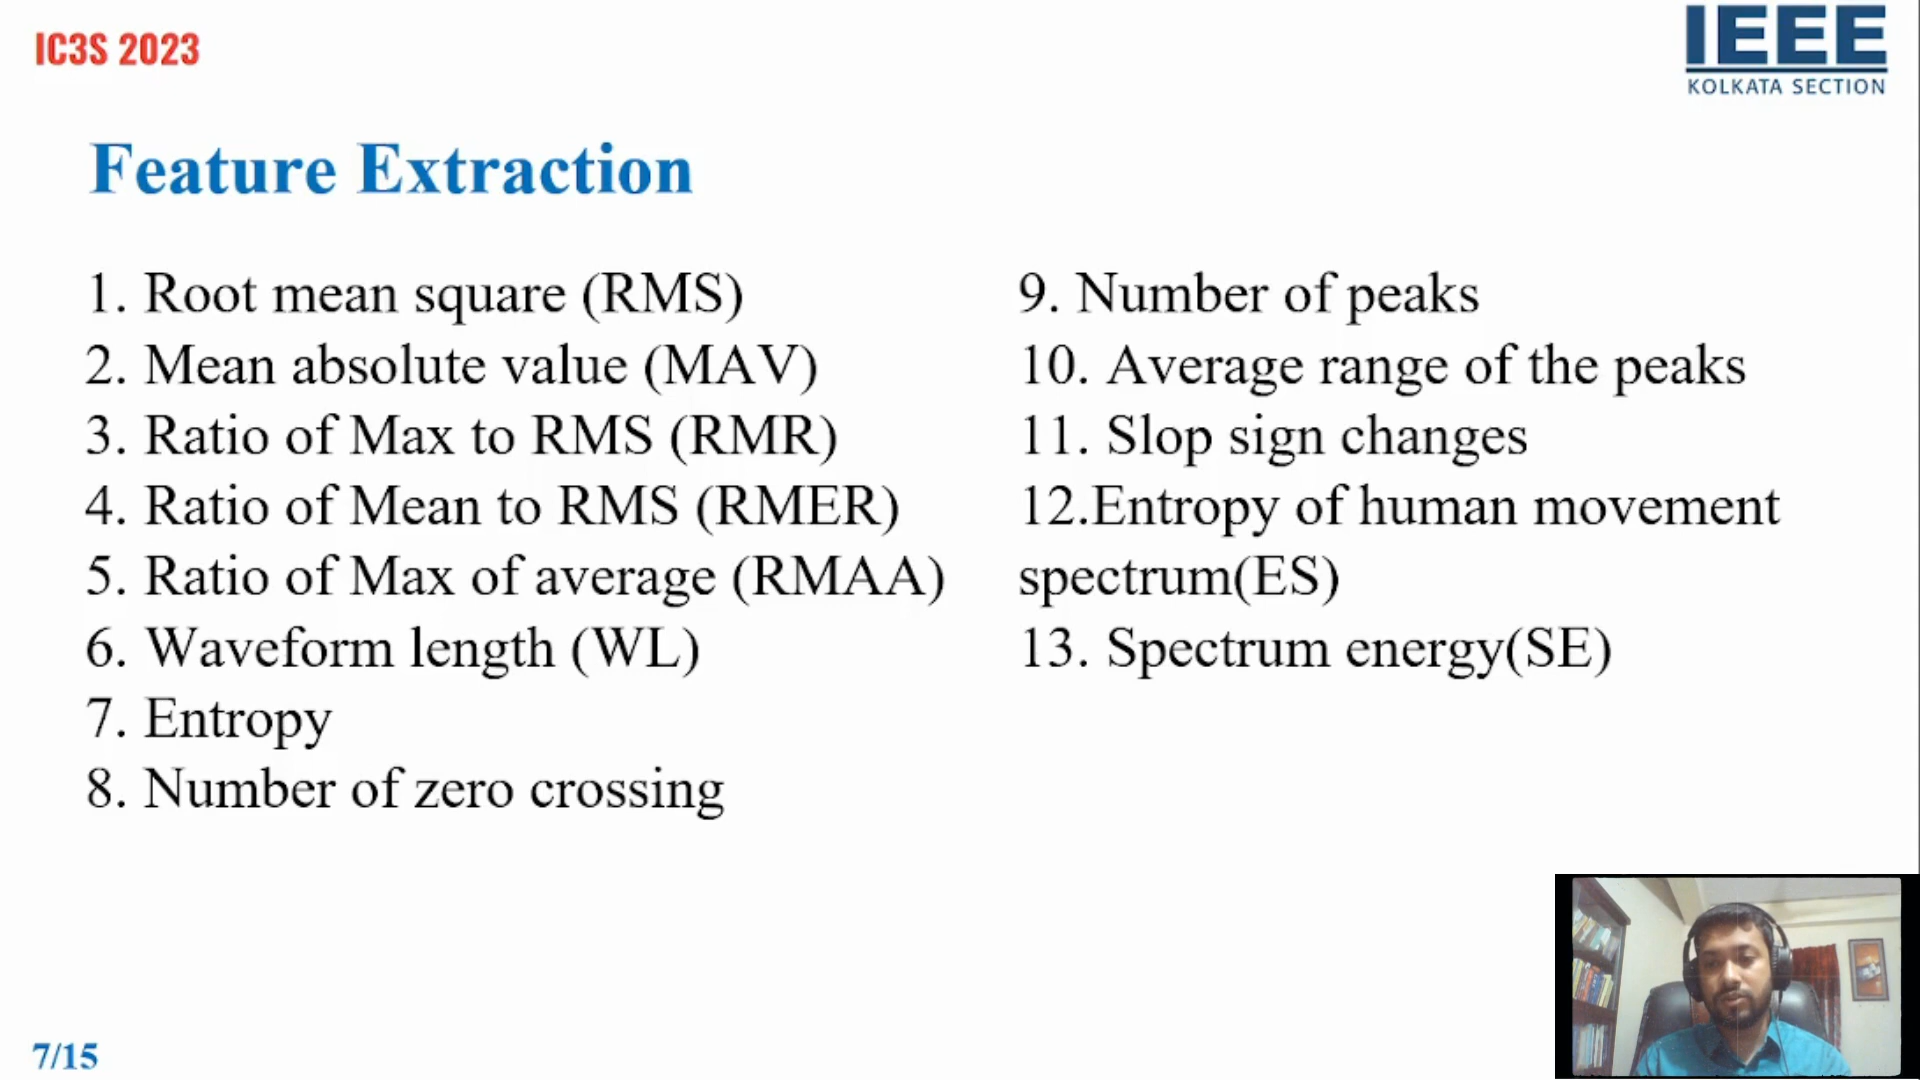 IC3S 2023
IEEE
KOLKATA SECTION
Feature Extraction
1. Root mean square (RMS)
2. Mean absolute value (MAV)
3. Ratio of Max to RMS (RMR)
4. Ratio of Mean to RMS (RMER)
5. Ratio of Max of average (RMAA)
6. Waveform length (WL)
7. Entropy
8. Number of zero crossing
9. Number of peaks
10. Average range of the peaks
11. Slop sign changes
12.Entropy of human movement
spectrum(ES)
13. Spectrum energy(SE)
7/15